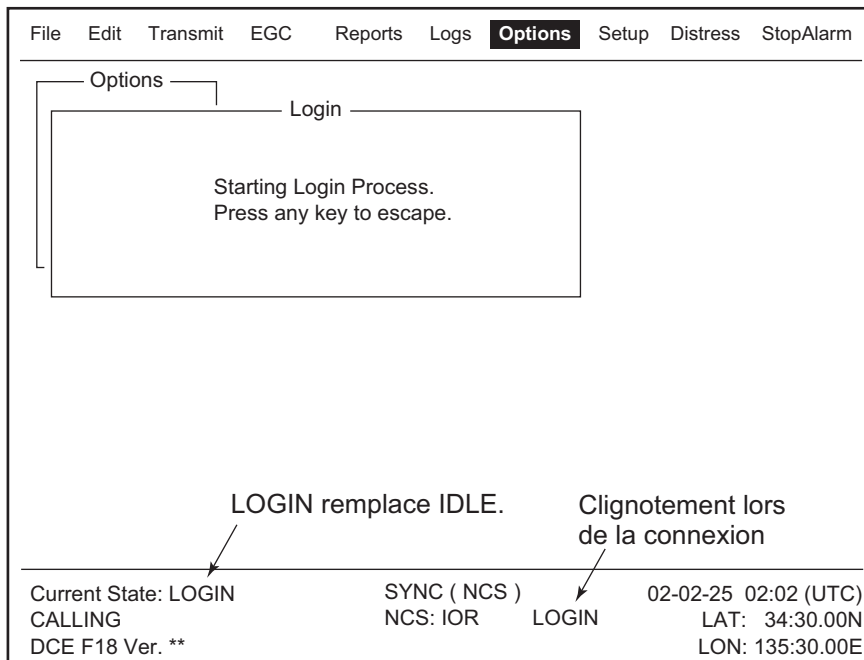 File Edit Transmit EGC Reports Logs Options Setup Distress StopAlarm
Options
Login
Starting Login Process.
Press any key to escape.
LOGIN remplace IDLE.
Clignotement lors
de la connexion
Current State: LOGIN SYNC ( NCS ) 02-02-25 02:02 (UTC)
CALLING NCS: IOR LOGIN LAT: 34:30.00N
DCE F18 Ver. ** LON: 135:30.00E